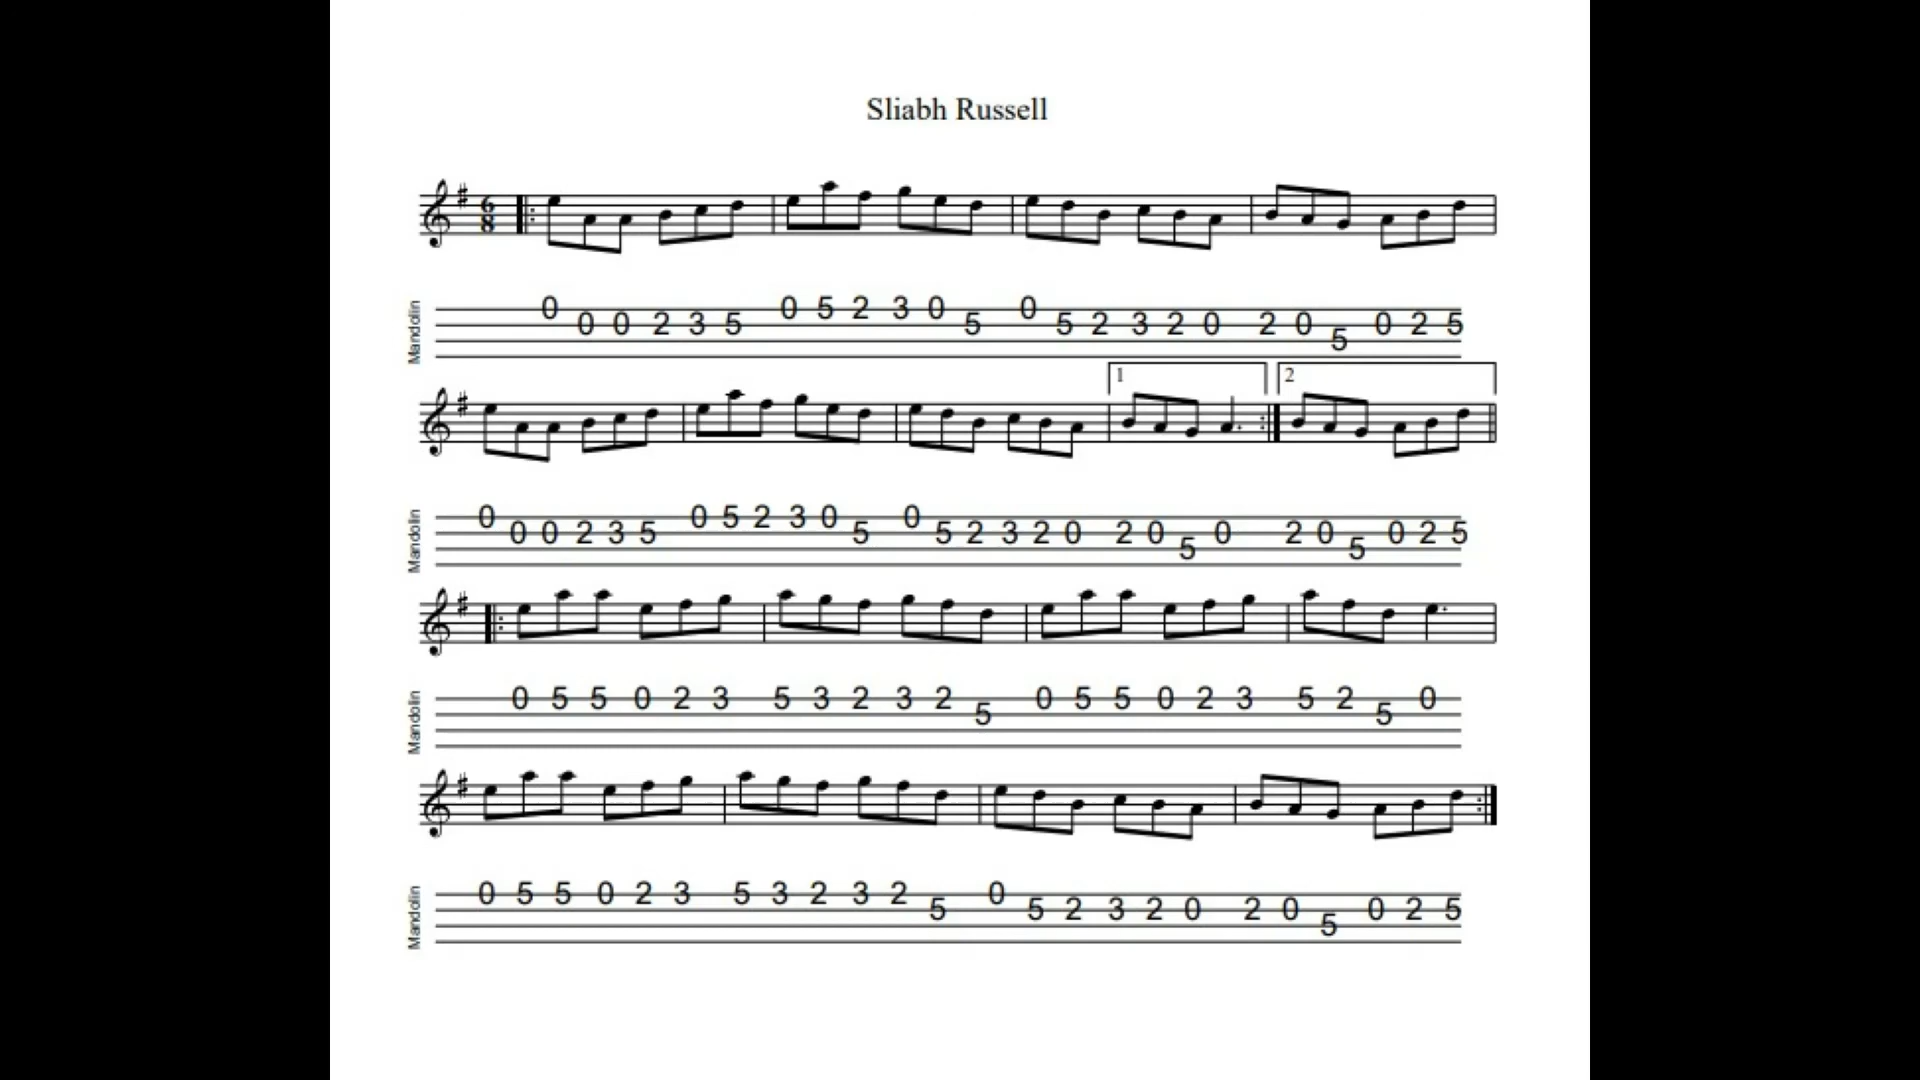 Sliabh Russell
6
8
Mandolin
0 0 0 2 3 5 0 5 2 3 0 5 0 5 2 3 2 0 2 0 5 0 2 5
1 2
Mandolin
0 0 0 2 3 5 0 5 2 3 0 5 0 5 2 3 2 0 2 0 5 0 2 0 5 0 2 5
Mandolin
0 5 5 0 2 3 5 3 2 3 2 5 0 5 5 0 2 3 5 2 5 0
Mandolin
0 5 5 0 2 3 5 3 2 3 2 5 0 5 2 3 2 0 2 0 5 0 2 5